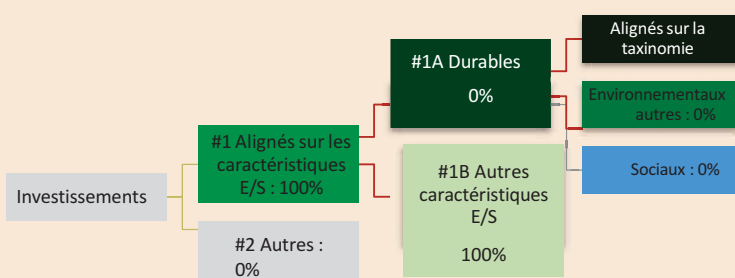 Investissements
#1 Alignés sur les
caractéristiques
E/S : 100%
#2 Autres :
0%
#1A Durables
0%
#1B Autres
caractéristiques
E/S
100%
Alignés sur la
taxinomie
Environnementaux
autres : 0%
Sociaux : 0%